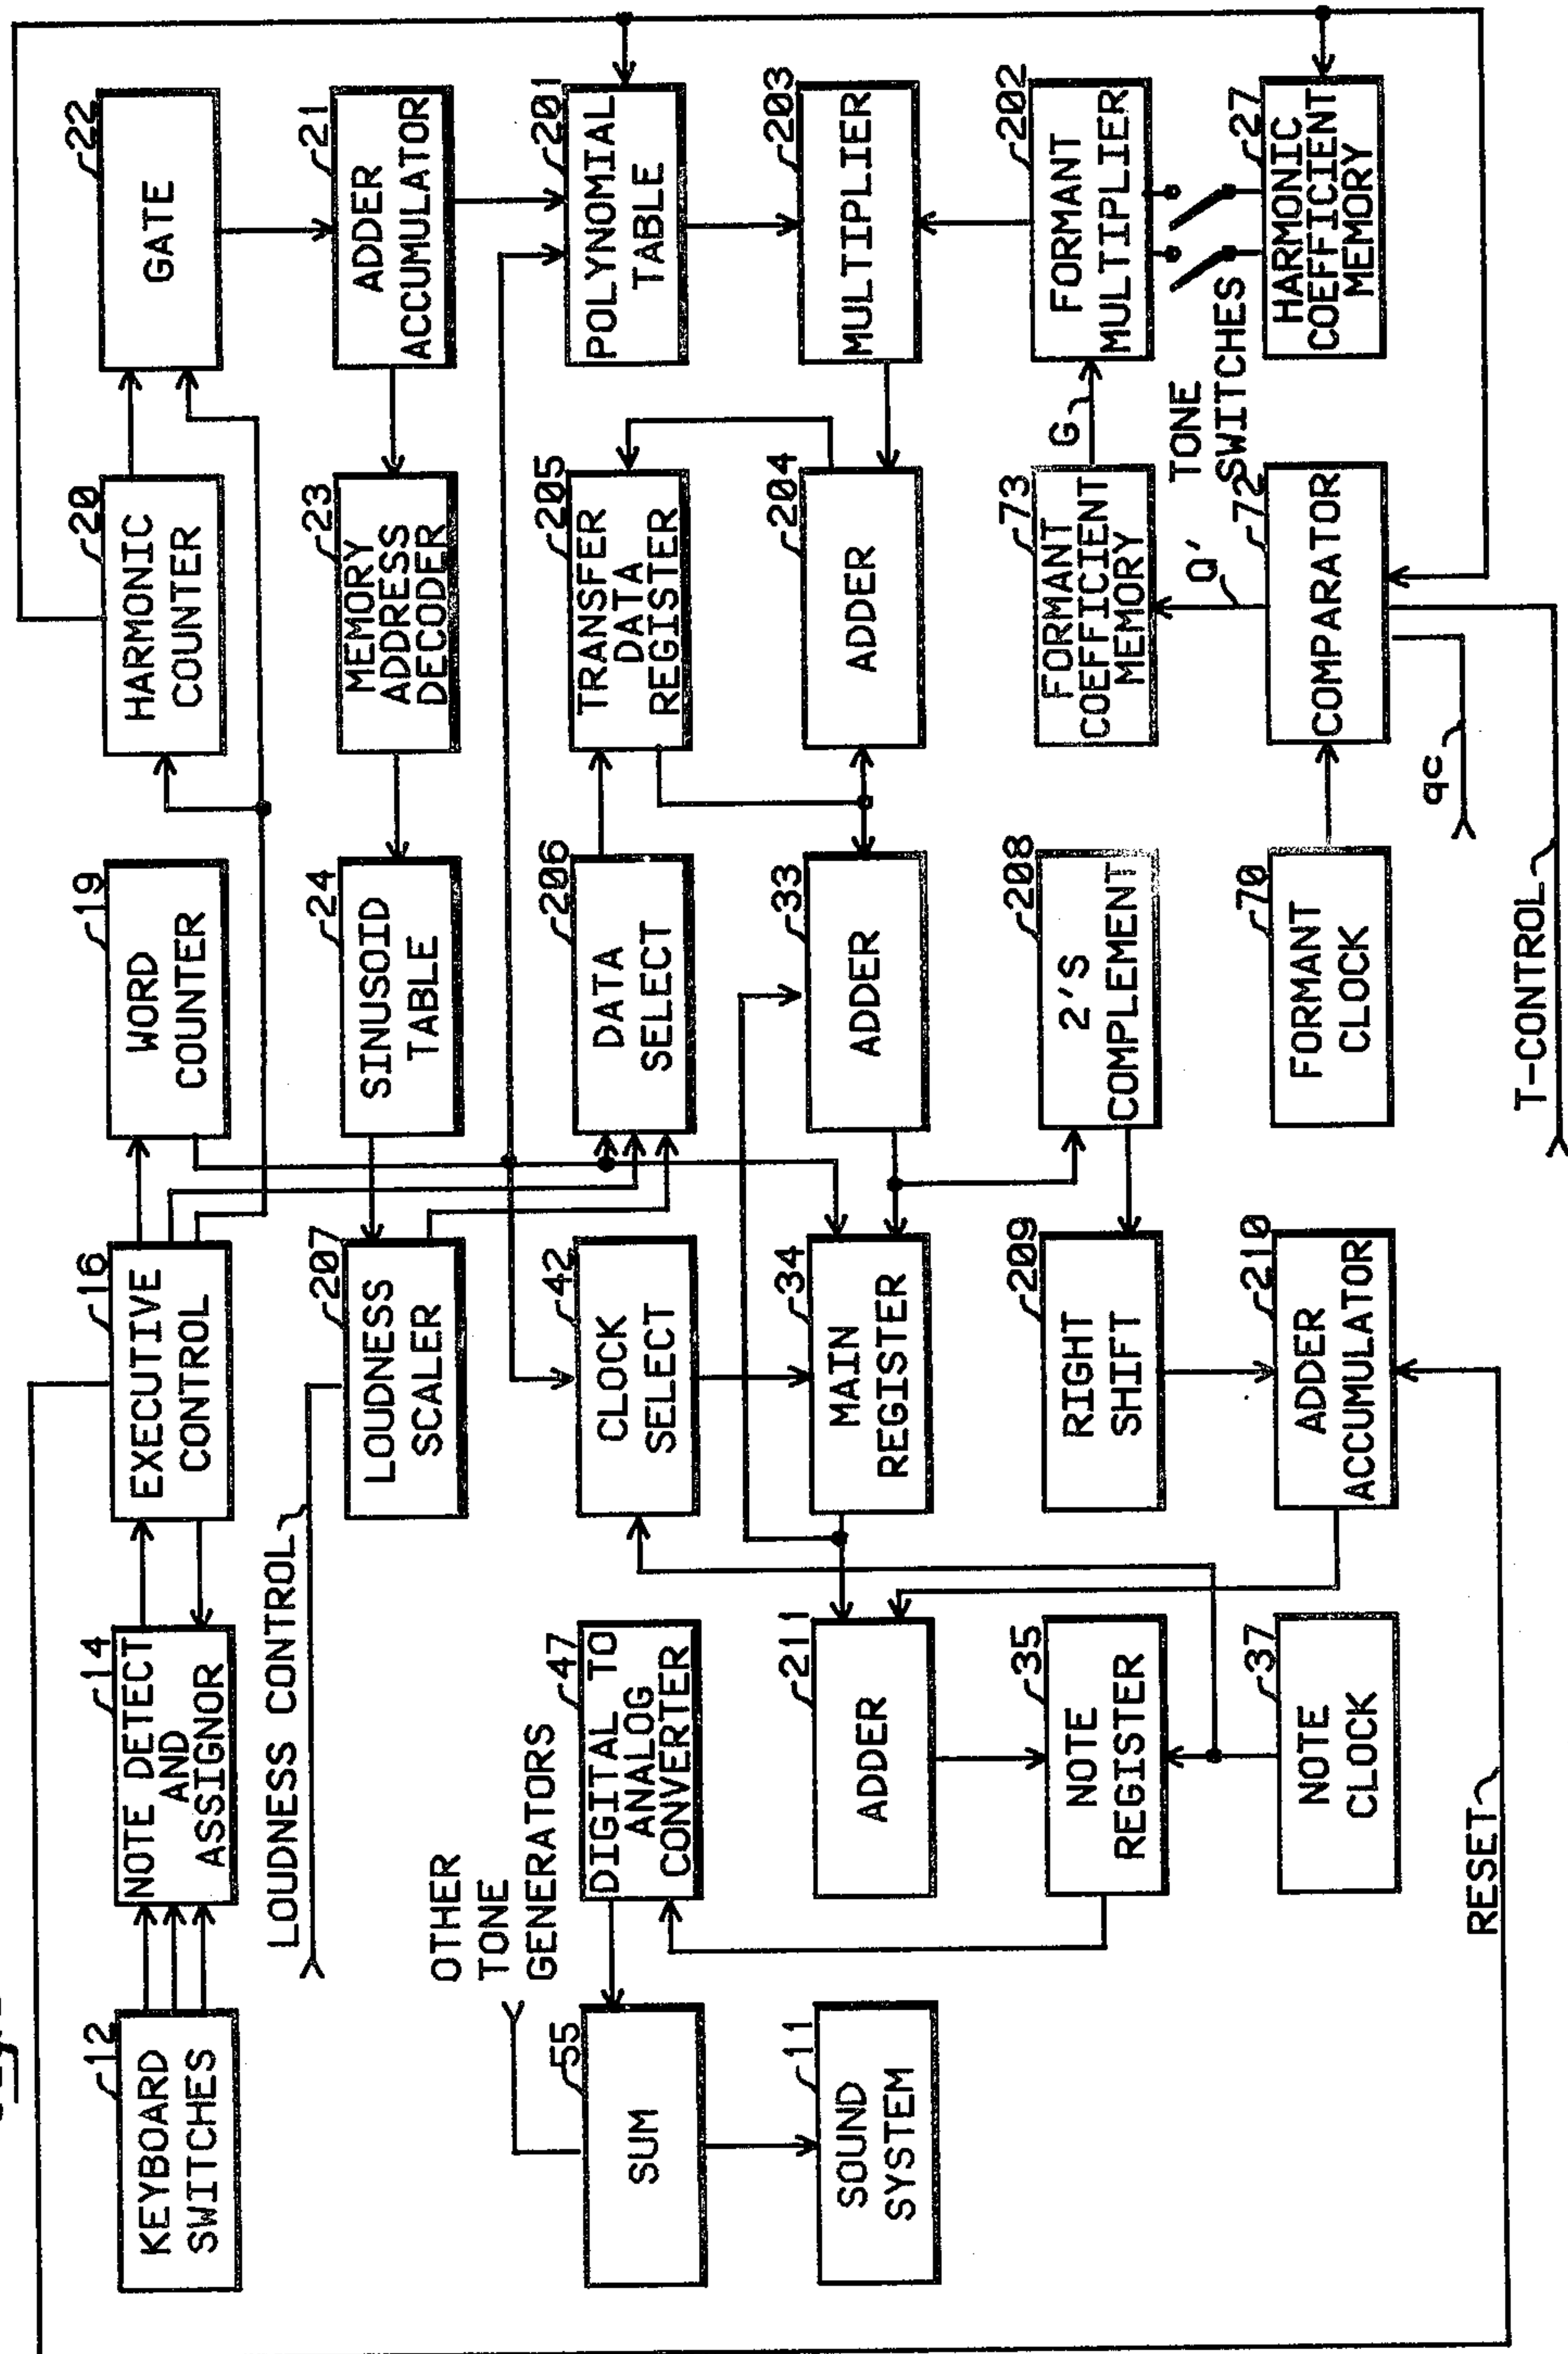 12
KEYBOARD
SWITCHES
14
NOTE DETECT
AND
ASSIGNOR
16
EXECUTIVE
CONTROL
19
WORD
COUNTER
20
HARMONIC
COUNTER
22
GATE
LOUDNESS CONTROL
207
LOUDNESS
SCALER
24
SINUSOID
TABLE
23
MEMORY
ADDRESS
DECODER
21
ADDER
ACCUMULATOR
OTHER
TONE
GENERATORS
55
SUM
47
DIGITAL TO
ANALOG
CONVERTER
42
CLOCK
SELECT
206
DATA
SELECT
205
TRANSFER
DATA
REGISTER
201
POLYNOMIAL
TABLE
11
SOUND
SYSTEM
211
ADDER
34
MAIN
REGISTER
33
ADDER
204
ADDER
203
MULTIPLIER
35
NOTE
REGISTER
209
RIGHT
SHIFT
208
2'S
COMPLEMENT
73
FORMANT
COEFFICIENT
MEMORY
G
202
FORMANT
MULTIPLIER
TONE
SWITCHES
Q'
37
NOTE
CLOCK
210
ADDER
ACCUMULATOR
70
FORMANT
CLOCK
72
COMPARATOR
27
HARMONIC
COEFFICIENT
MEMORY
qc
RESET
T-CONTROL